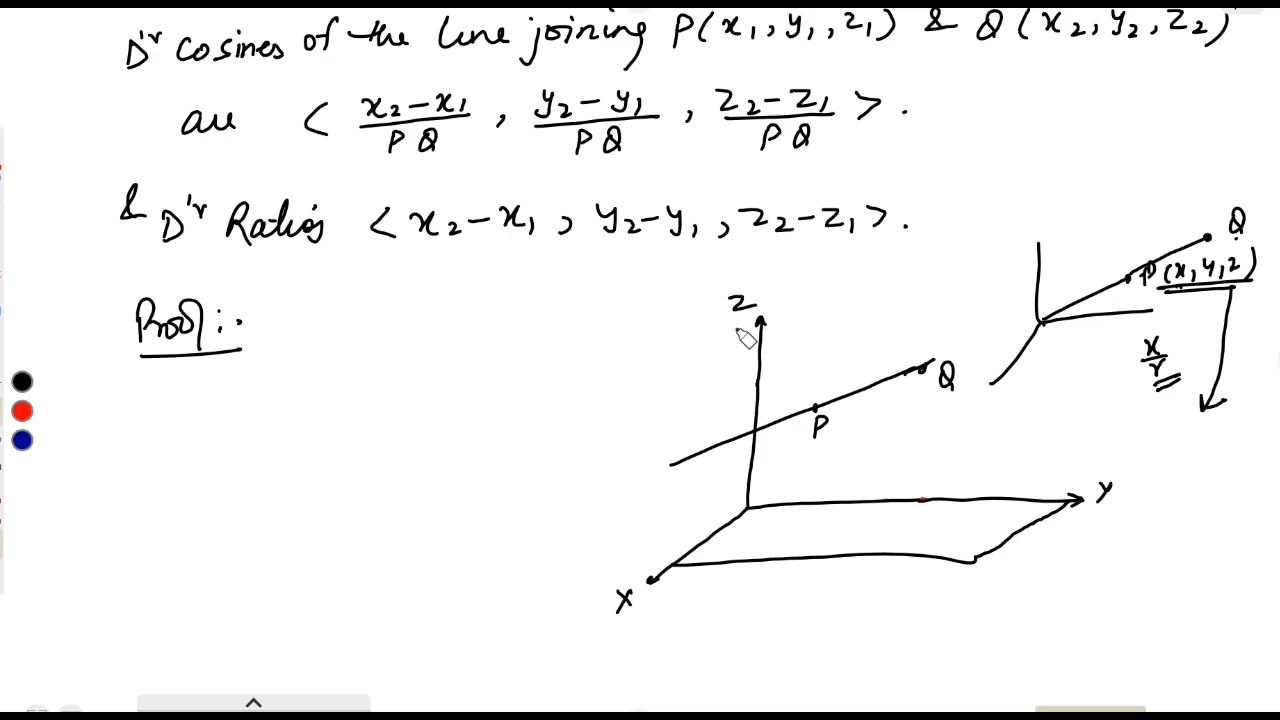 D'r cosines of the line joining P(x₁, y₁, z₁) & Q(x₂, y₂, z₂)
are < x₂-x₁/PQ , y₂-y₁/PQ , z₂-z₁/PQ > .
& D'r Ratios < x₂-x₁ , y₂-y₁ , z₂-z₁ > .
Proof :.
Q
P(x, y, z)
x/r
Z
Q
P
Y
X